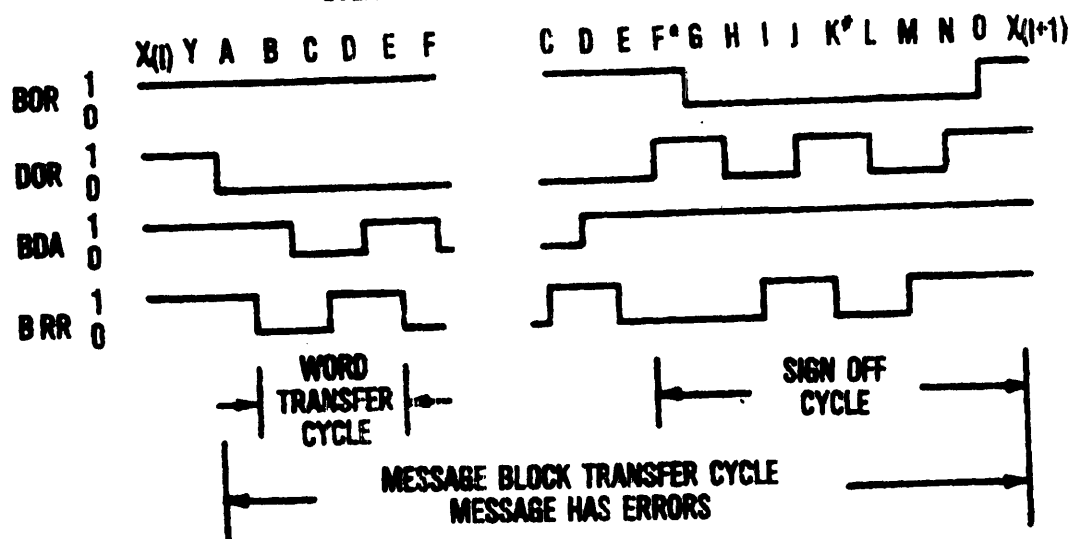 X(I) Y A B C D E F C D E F* G H I J K# L M N O X(I+1)
BOR 1 0
DOR 1 0
BDA 1 0
BRR 1 0
WORD
TRANSFER
CYCLE
SIGN OFF
CYCLE
MESSAGE BLOCK TRANSFER CYCLE
MESSAGE HAS ERRORS